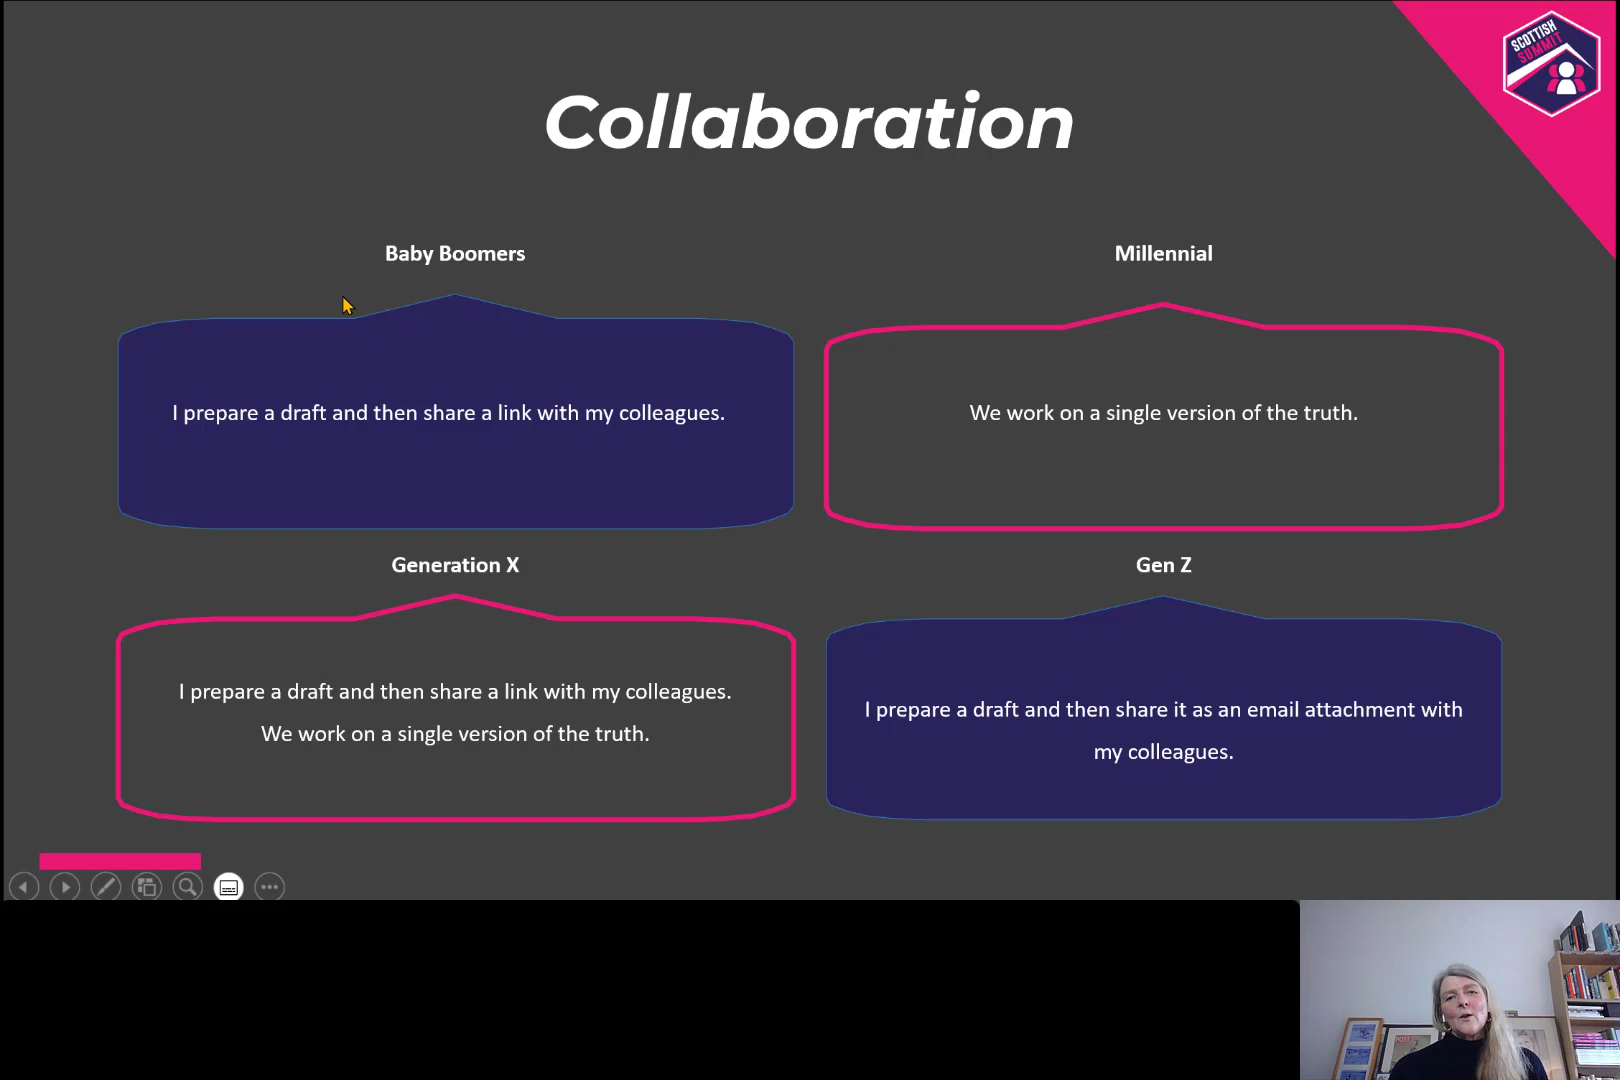 SCOTTISH
SUMMIT
Collaboration
Baby Boomers
I prepare a draft and then share a link with my colleagues.
Millennial
We work on a single version of the truth.
Generation X
I prepare a draft and then share a link with my colleagues.
We work on a single version of the truth.
Gen Z
I prepare a draft and then share it as an email attachment with
my colleagues.